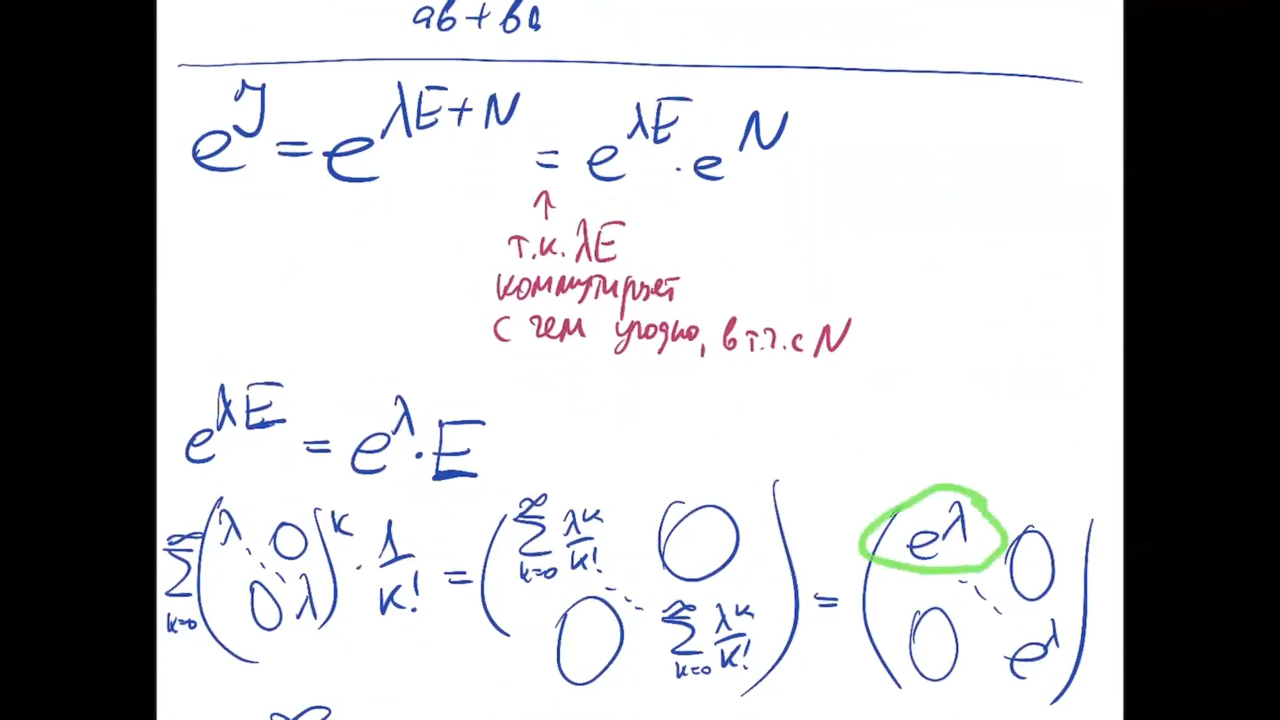 ab + ba
e^J = e^{λE+N} = e^{λE} · e^N
↑
т.к. λE
коммутирует
с чем угодно, в т.ч. с N
e^{λE} = e^λ · E
∑_{k=0}^{∞} (λ 0 ⋱ 0 λ)^k · 1/k! = (∑_{k=0}^{∞} λ^k/k! 0 ⋱ 0 ∑_{k=0}^{∞} λ^k/k!) = (e^λ 0 ⋱ 0 e^λ)